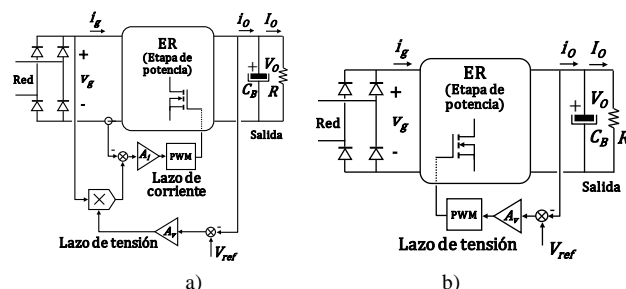 i_g
i_O
I_O
ER
(Etapa de
potencia)
+
v_g
-
Red
+
V_O
C_B
R
Salida
-
A_i
PWM
Lazo de
corriente
×
Lazo de tensión
A_v
-
V_ref
a)
i_g
i_O
I_O
ER
(Etapa de
potencia)
+
v_g
-
Red
+
V_O
C_B
R
Salida
PWM
A_v
-
Lazo de tensión
V_ref
b)